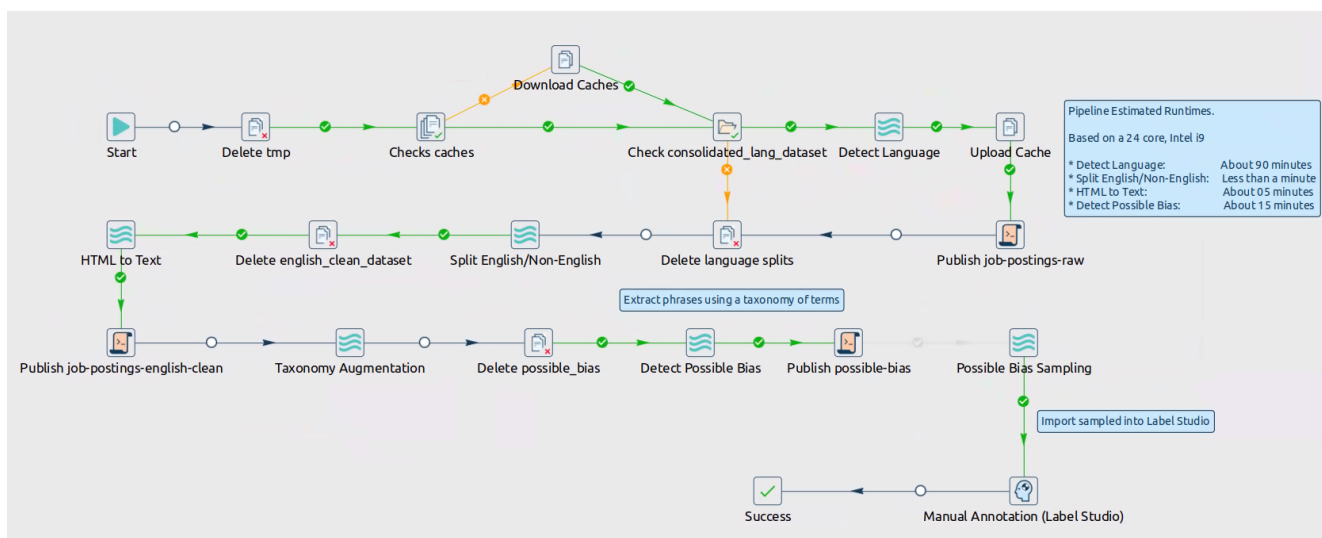 Download Caches
Start
Delete tmp
Checks caches
Check consolidated_lang_dataset
Detect Language
Upload Cache
Pipeline Estimated Runtimes.
Based on a 24 core, Intel i9
* Detect Language: About 90 minutes
* Split English/Non-English: Less than a minute
* HTML to Text: About 05 minutes
* Detect Possible Bias: About 15 minutes
HTML to Text
Delete english_clean_dataset
Split English/Non-English
Delete language splits
Publish job-postings-raw
Extract phrases using a taxonomy of terms
Publish job-postings-english-clean
Taxonomy Augmentation
Delete possible_bias
Detect Possible Bias
Publish possible-bias
Possible Bias Sampling
Import sampled into Label Studio
Success
Manual Annotation (Label Studio)